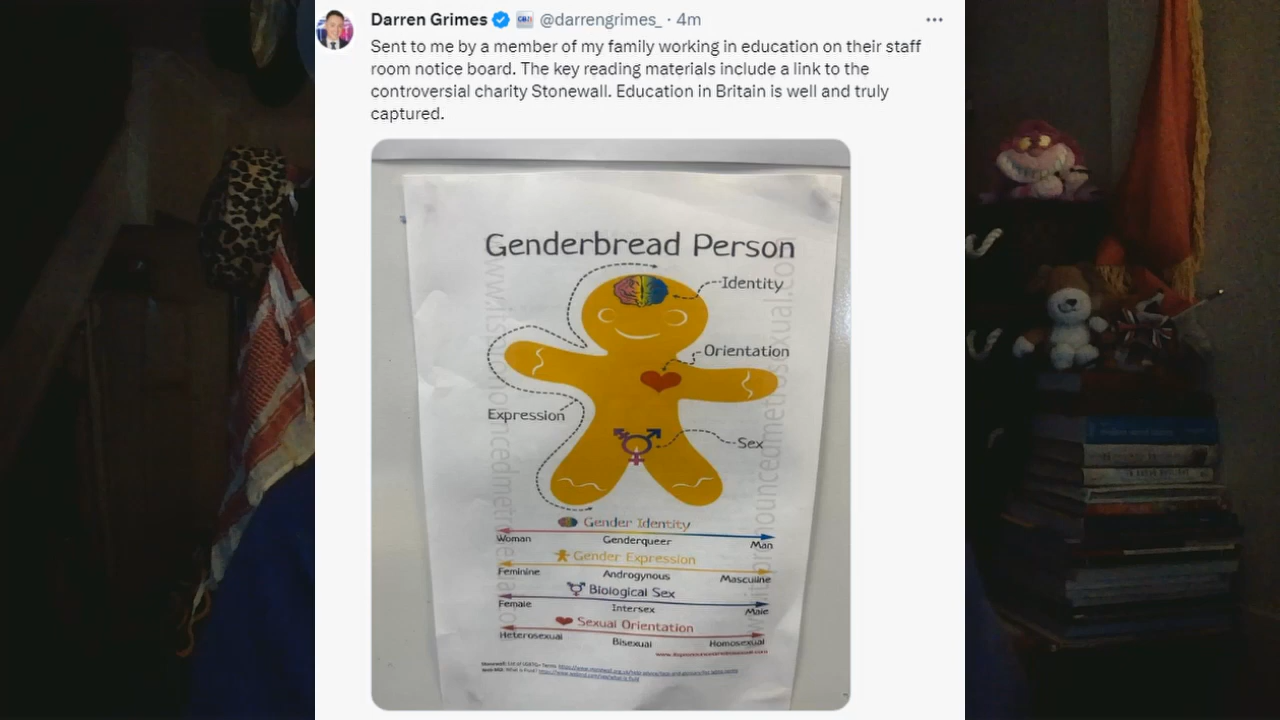 Darren Grimes @darrengrimes_ · 4m
Sent to me by a member of my family working in education on their staff
room notice board. The key reading materials include a link to the
controversial charity Stonewall. Education in Britain is well and truly
captured.
Genderbread Person
Identity
Orientation
Expression
Sex
Gender Identity
Woman Genderqueer Man
Gender Expression
Feminine Androgynous Masculine
Biological Sex
Female Intersex Male
Sexual Orientation
Heterosexual Bisexual Homosexual